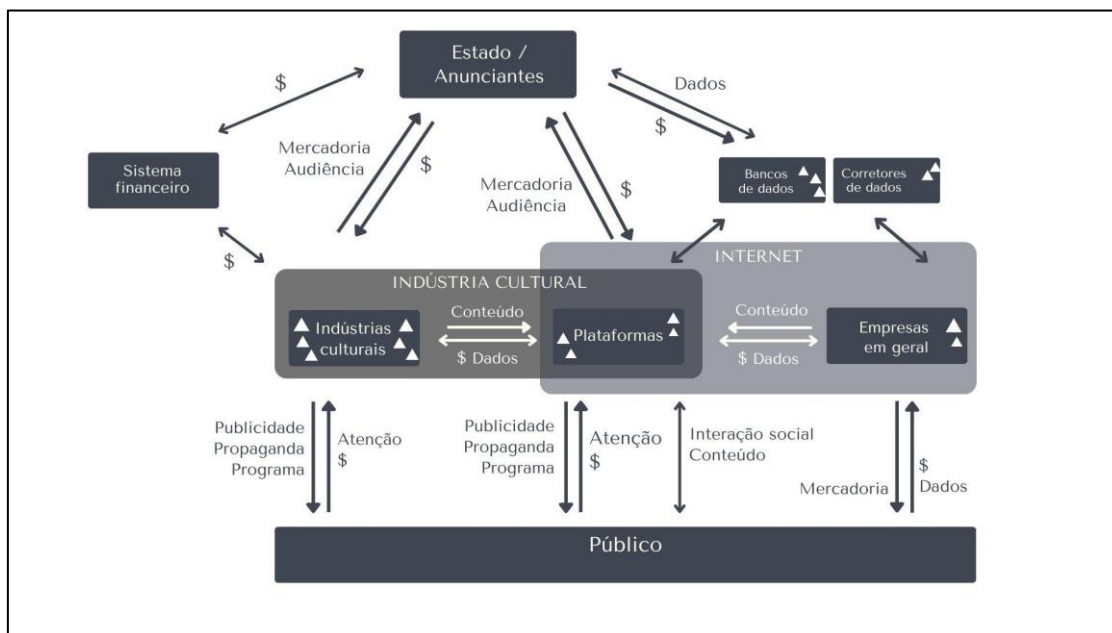 Estado /
Anunciantes
$
Dados
$
Mercadoria
Audiência
$
Mercadoria
Audiência
$
Sistema
financeiro
Bancos
de dados
Corretores
de dados
$
INTERNET
INDÚSTRIA CULTURAL
Indústrias
culturais
Conteúdo
$ Dados
Plataformas
Conteúdo
$ Dados
Empresas
em geral
Publicidade
Propaganda
Programa
Atenção
$
Publicidade
Propaganda
Programa
Atenção
$
Interação social
Conteúdo
Mercadoria
$
Dados
Público